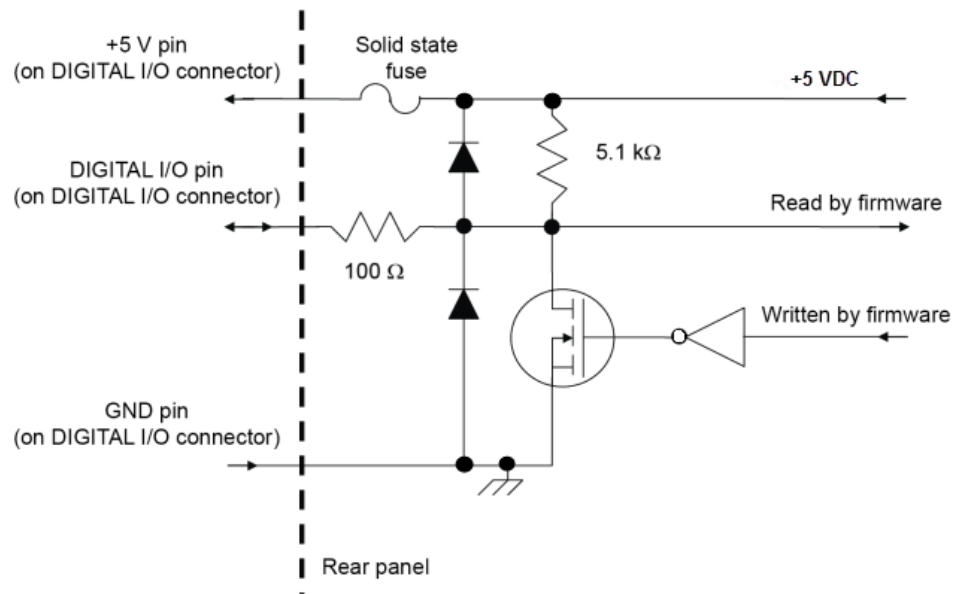 +5 V pin
(on DIGITAL I/O connector)
Solid state
fuse
+5 VDC
5.1 kΩ
DIGITAL I/O pin
(on DIGITAL I/O connector)
Read by firmware
100 Ω
Written by firmware
GND pin
(on DIGITAL I/O connector)
Rear panel